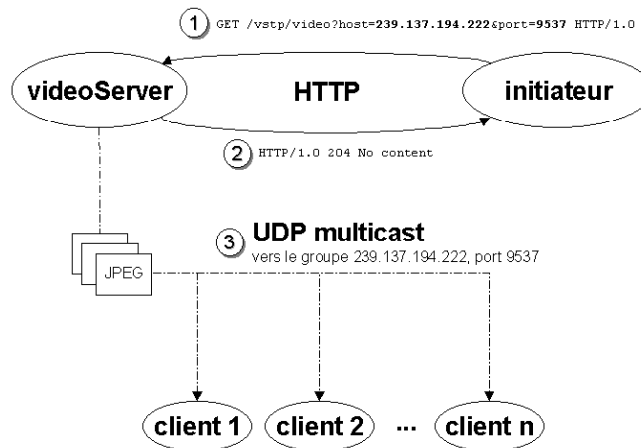 1 GET /vstp/video?host=239.137.194.222&port=9537 HTTP/1.0
videoServer
HTTP
initiateur
2 HTTP/1.0 204 No content
3 UDP multicast
vers le groupe 239.137.194.222, port 9537
JPEG
client 1
client 2
...
client n